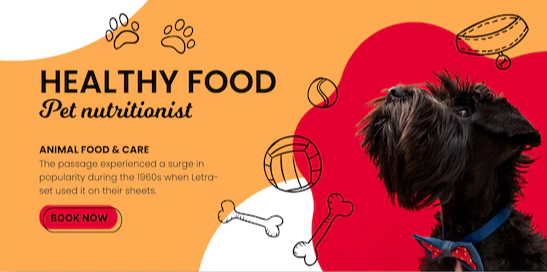 HEALTHY FOOD
Pet nutritionist
ANIMAL FOOD & CARE
The passage experienced a surge in
popularity during the 1960s when Letra-
set used it on their sheets.
BOOK NOW